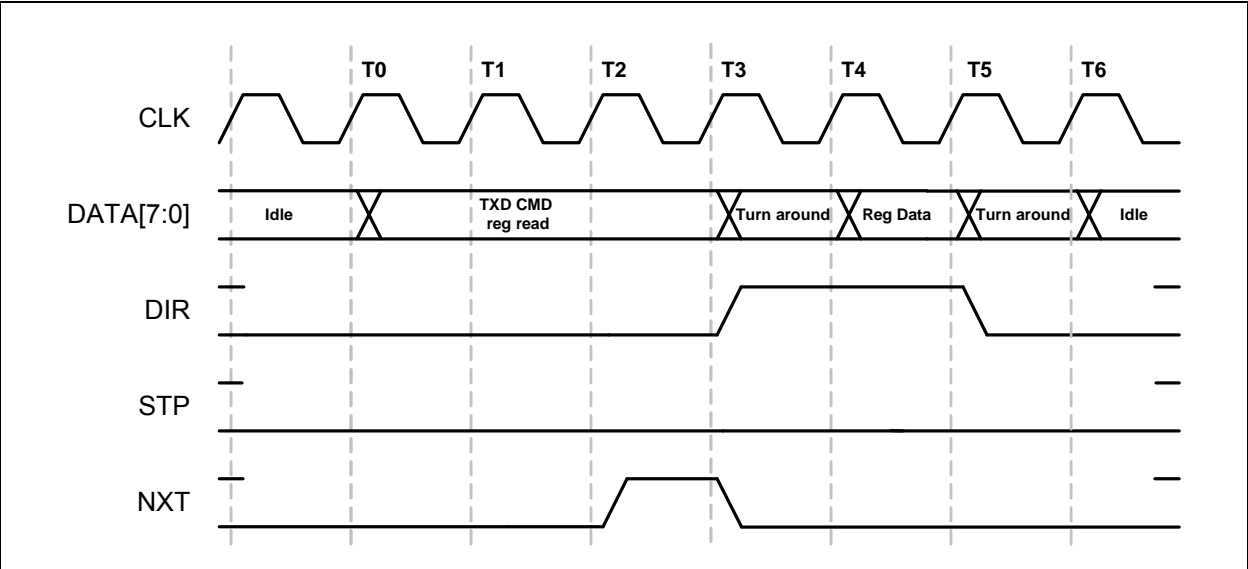 T0 T1 T2 T3 T4 T5 T6
CLK
DATA[7:0]
Idle
TXD CMD
reg read
Turn around
Reg Data
Turn around
Idle
DIR
STP
NXT